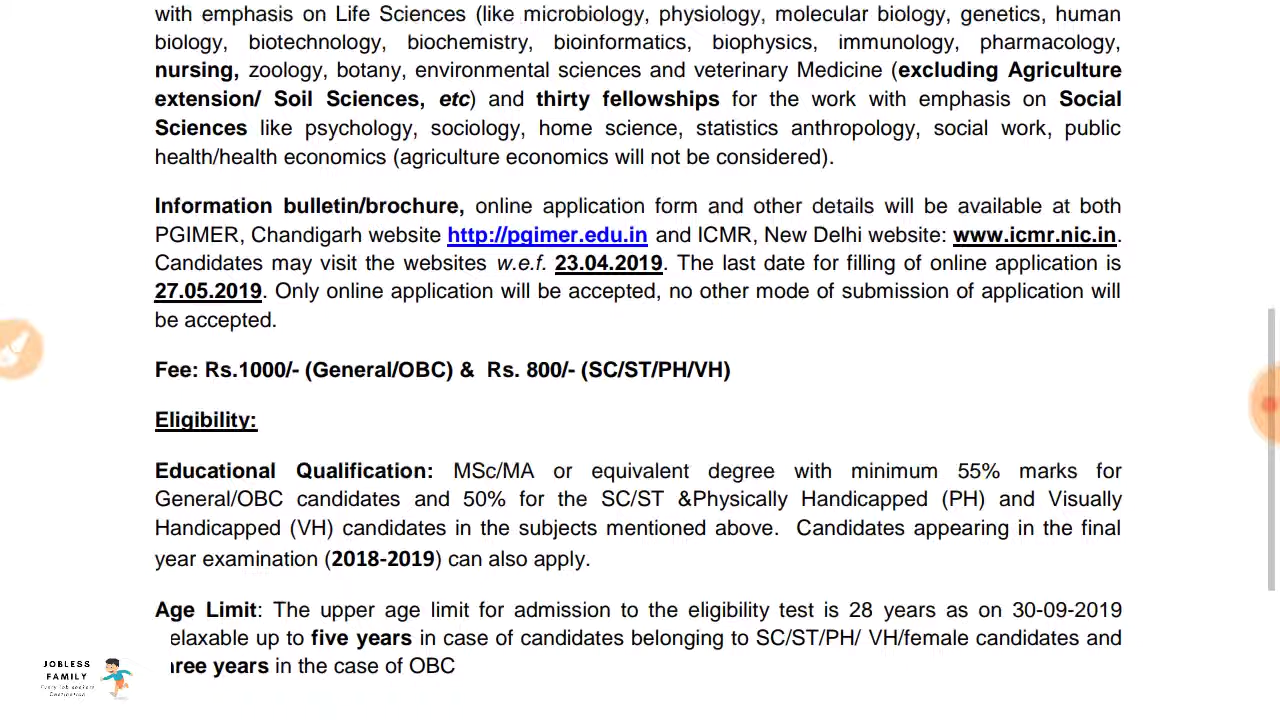 with emphasis on Life Sciences (like microbiology, physiology, molecular biology, genetics, human
biology, biotechnology, biochemistry, bioinformatics, biophysics, immunology, pharmacology,
nursing, zoology, botany, environmental sciences and veterinary Medicine (excluding Agriculture
extension/ Soil Sciences, etc) and thirty fellowships for the work with emphasis on Social
Sciences like psychology, sociology, home science, statistics anthropology, social work, public
health/health economics (agriculture economics will not be considered).
Information bulletin/brochure, online application form and other details will be available at both
PGIMER, Chandigarh website http://pgimer.edu.in and ICMR, New Delhi website: www.icmr.nic.in.
Candidates may visit the websites w.e.f. 23.04.2019. The last date for filling of online application is
27.05.2019. Only online application will be accepted, no other mode of submission of application will
be accepted.
Fee: Rs.1000/- (General/OBC) & Rs. 800/- (SC/ST/PH/VH)
Eligibility:
Educational Qualification: MSc/MA or equivalent degree with minimum 55% marks for
General/OBC candidates and 50% for the SC/ST &Physically Handicapped (PH) and Visually
Handicapped (VH) candidates in the subjects mentioned above. Candidates appearing in the final
year examination (2018-2019) can also apply.
Age Limit: The upper age limit for admission to the eligibility test is 28 years as on 30-09-2019
elaxable up to five years in case of candidates belonging to SC/ST/PH/ VH/female candidates and
ree years in the case of OBC
JOBLESS
FAMILY
Every job seekers
Destination